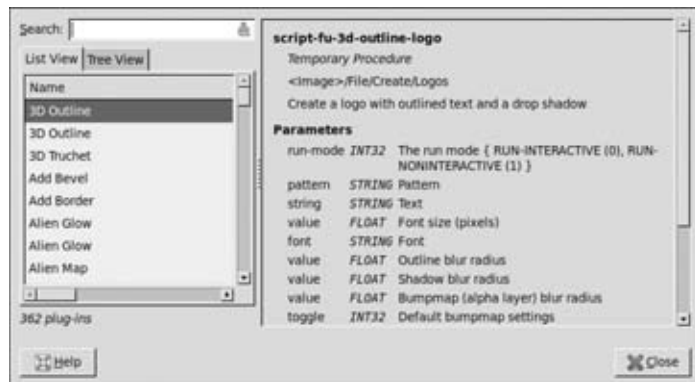 Search:
List View Tree View
Name
3D Outline
3D Outline
3D Truchet
Add Bevel
Add Border
Alien Glow
Alien Glow
Alien Map
362 plug-ins
script-fu-3d-outline-logo
Temporary Procedure
<Image>/File/Create/Logos
Create a logo with outlined text and a drop shadow
Parameters
run-mode INT32 The run mode { RUN-INTERACTIVE (0), RUN-
NONINTERACTIVE (1) }
pattern STRING Pattern
string STRING Text
value FLOAT Font size (pixels)
font STRING Font
value FLOAT Outline blur radius
value FLOAT Shadow blur radius
value FLOAT Bumpmap (alpha layer) blur radius
toggle INT32 Default bumpmap settings
Help Close